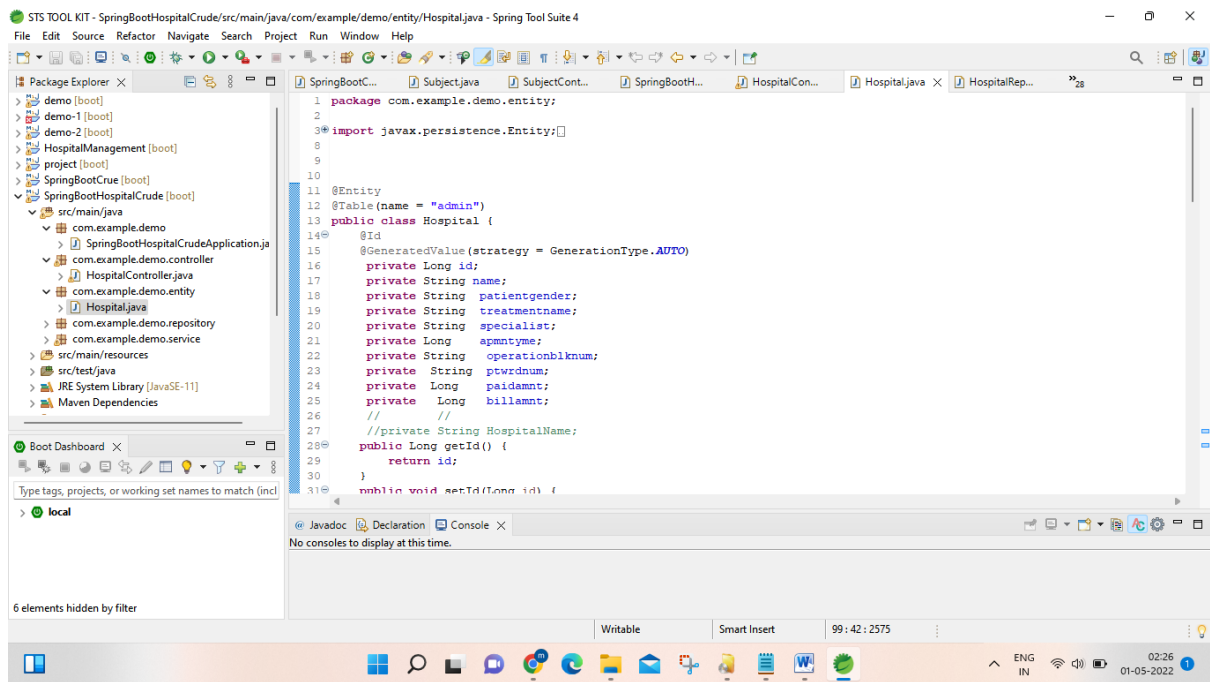 STS TOOL KIT - SpringBootHospitalCrude/src/main/java/com/example/demo/entity/Hospital.java - Spring Tool Suite 4
File Edit Source Refactor Navigate Search Project Run Window Help
Package Explorer
demo [boot]
demo-1 [boot]
demo-2 [boot]
HospitalManagement [boot]
project [boot]
SpringBootCrue [boot]
SpringBootHospitalCrude [boot]
src/main/java
com.example.demo
SpringBootHospitalCrudeApplication.ja
com.example.demo.controller
HospitalController.java
com.example.demo.entity
Hospital.java
com.example.demo.repository
com.example.demo.service
src/main/resources
src/test/java
JRE System Library [JavaSE-11]
Maven Dependencies
Boot Dashboard
Type tags, projects, or working set names to match (incl
local
6 elements hidden by filter
SpringBootC... Subject.java SubjectCont... SpringBootH... HospitalCon... Hospital.java HospitalRep... »28
1 package com.example.demo.entity;
2
3 import javax.persistence.Entity;
8
9
10
11 @Entity
12 @Table(name = "admin")
13 public class Hospital {
14 @Id
15 @GeneratedValue(strategy = GenerationType.AUTO)
16 private Long id;
17 private String name;
18 private String patientgender;
19 private String treatmentname;
20 private String specialist;
21 private Long apmntyme;
22 private String operationblknum;
23 private String ptwrdnum;
24 private Long paidamnt;
25 private Long billamnt;
26 // //
27 //private String HospitalName;
28 public Long getId() {
29 return id;
30 }
31 public void setId(Long id) {
@ Javadoc Declaration Console
No consoles to display at this time.
Writable Smart Insert 99 : 42 : 2575
ENG
IN
02:26
01-05-2022
1